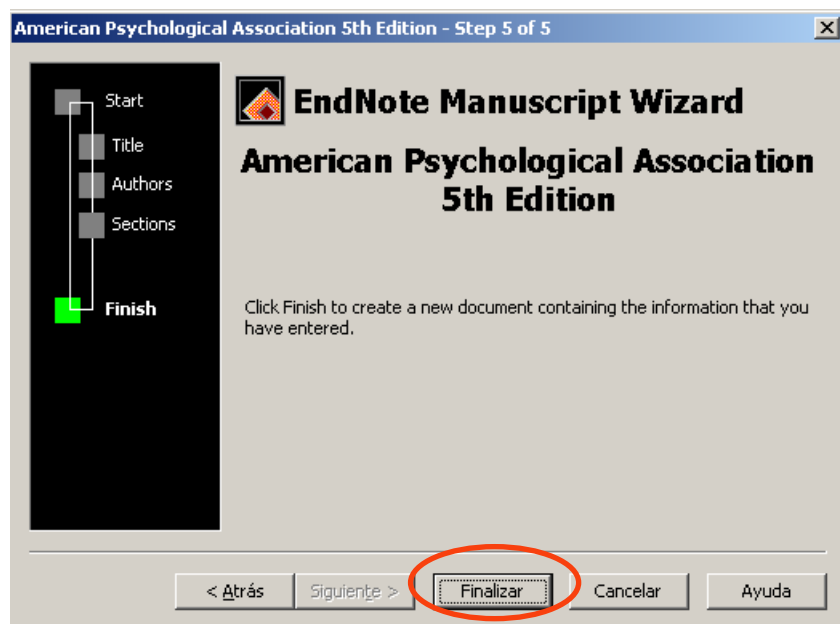 American Psychological Association 5th Edition - Step 5 of 5
Start
Title
Authors
Sections
Finish
EndNote Manuscript Wizard
American Psychological Association
5th Edition
Click Finish to create a new document containing the information that you
have entered.
< Atrás
Siguiente >
Finalizar
Cancelar
Ayuda